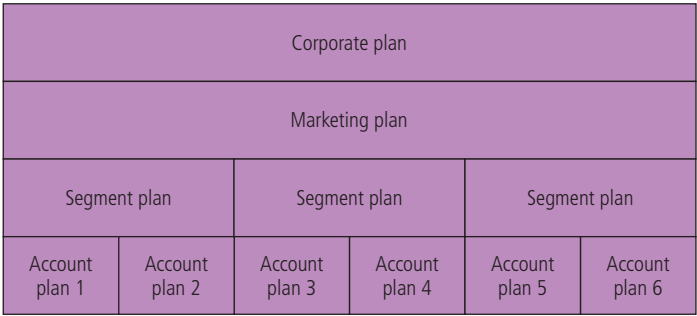 Corporate plan
Marketing plan
Segment plan
Segment plan
Segment plan
Account
plan 1
Account
plan 2
Account
plan 3
Account
plan 4
Account
plan 5
Account
plan 6